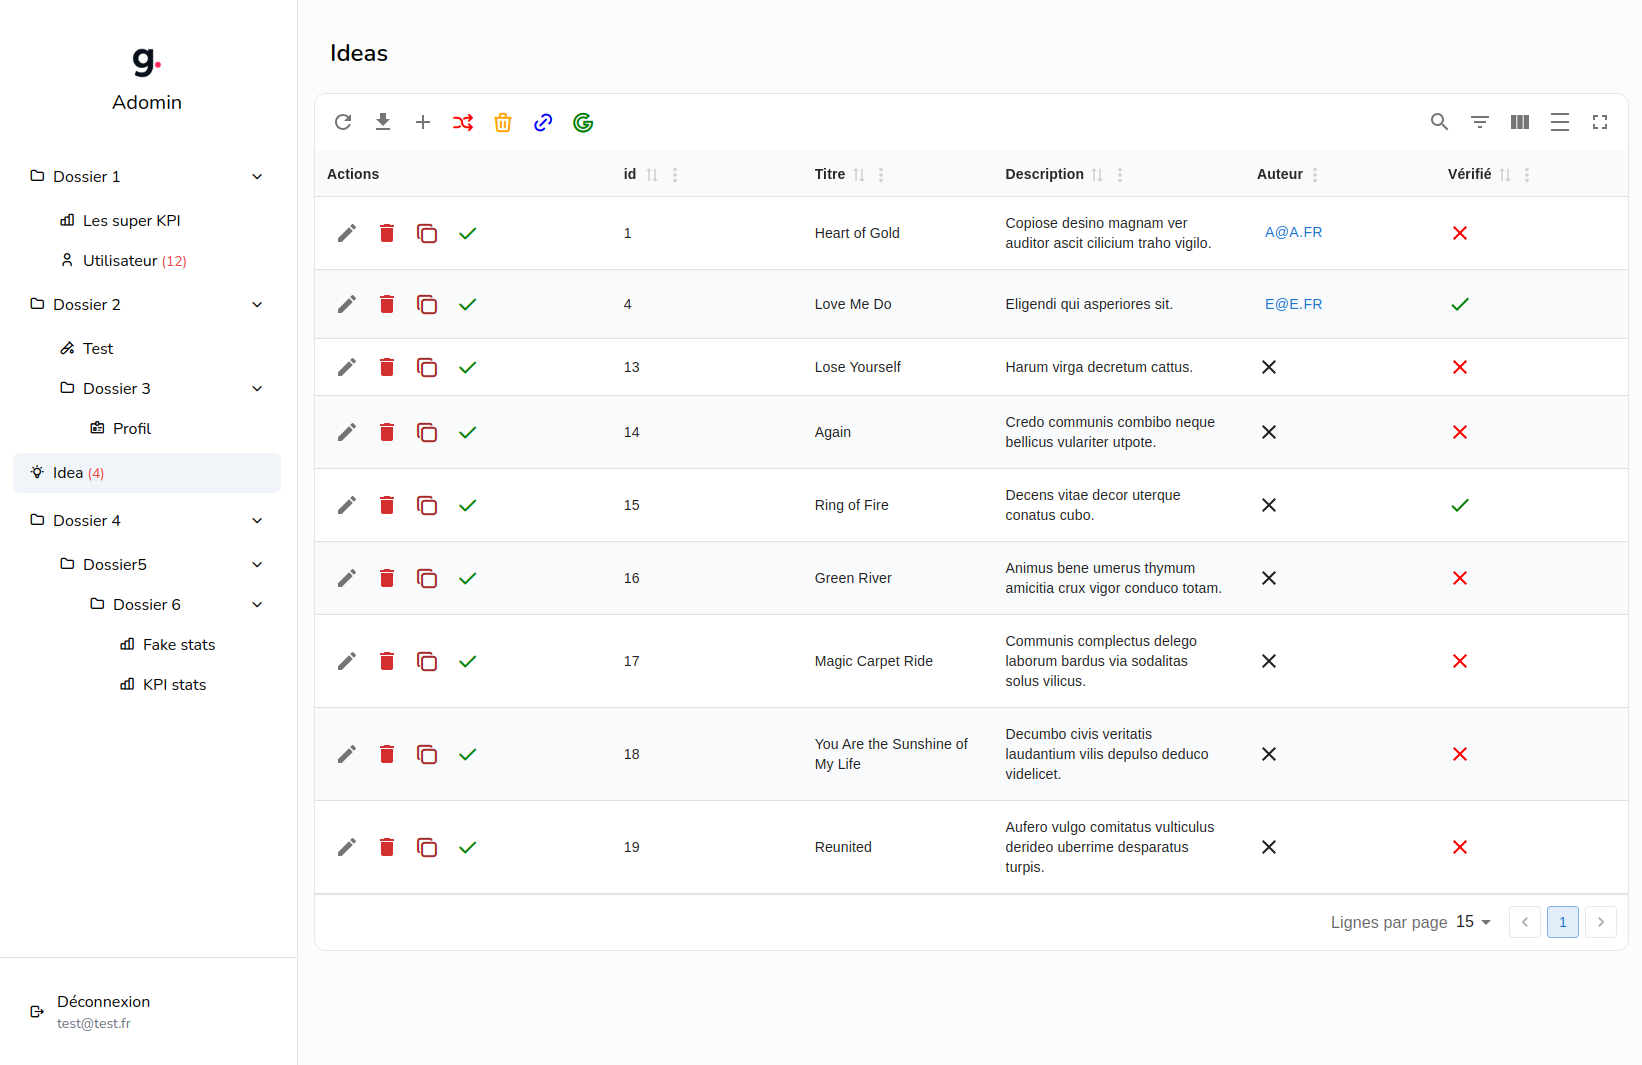 g.
Adomin
Dossier 1
Les super KPI
Utilisateur (12)
Dossier 2
Test
Dossier 3
Profil
Idea (4)
Dossier 4
Dossier5
Dossier 6
Fake stats
KPI stats
Déconnexion
test@test.fr
Ideas
Actions id Titre Description Auteur Vérifié
1 Heart of Gold Copiose desino magnam ver
auditor ascit cilicium traho vigilo. A@A.FR
4 Love Me Do Eligendi qui asperiores sit. E@E.FR
13 Lose Yourself Harum virga decretum cattus.
14 Again Credo communis combibo neque
bellicus vulariter utpote.
15 Ring of Fire Decens vitae decor uterque
conatus cubo.
16 Green River Animus bene umerus thymum
amicitia crux vigor conduco totam.
17 Magic Carpet Ride Communis complectus delego
laborum bardus via sodalitas
solus vilicus.
18 You Are the Sunshine of
My Life Decumbo civis veritatis
laudantium vilis depulso deduco
videlicet.
19 Reunited Aufero vulgo comitatus vulticulus
derideo uberrime desparatus
turpis.
Lignes par page 15 1